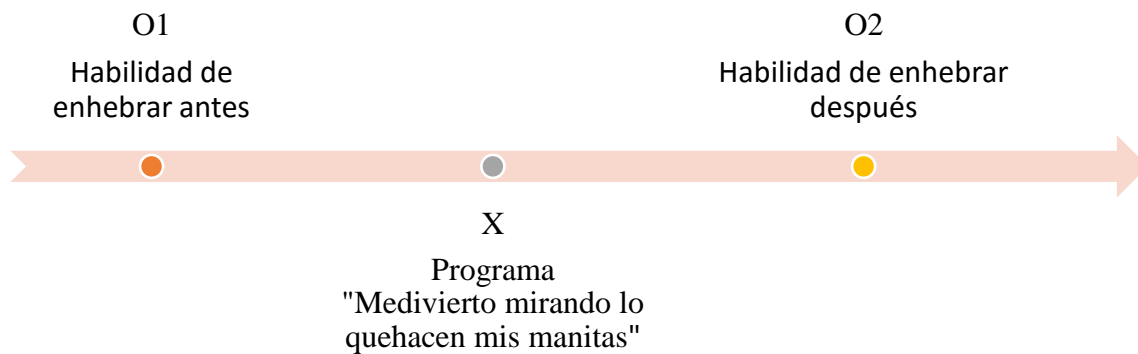 O1
Habilidad de
enhebrar antes
O2
Habilidad de enhebrar
después
X
Programa
"Medivierto mirando lo
quehacen mis manitas"